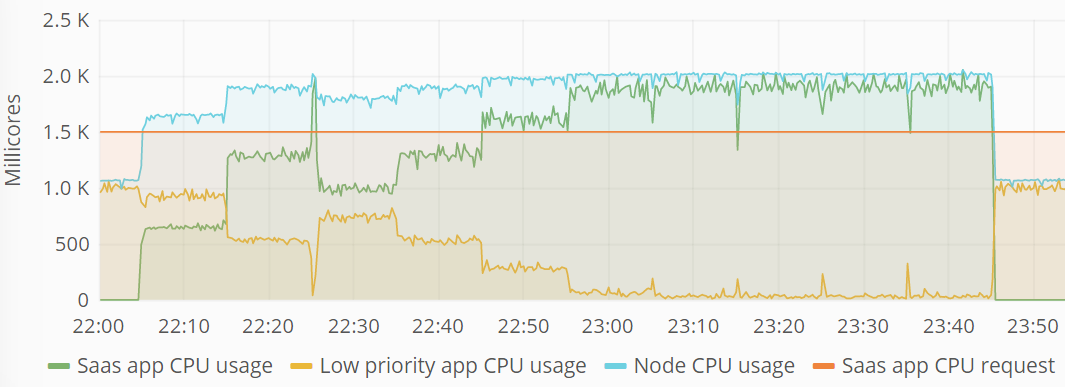 2.5 K
2.0 K
1.5 K
1.0 K
500
0
Millicores
22:00 22:10 22:20 22:30 22:40 22:50 23:00 23:10 23:20 23:30 23:40 23:50
Saas app CPU usage Low priority app CPU usage Node CPU usage Saas app CPU request